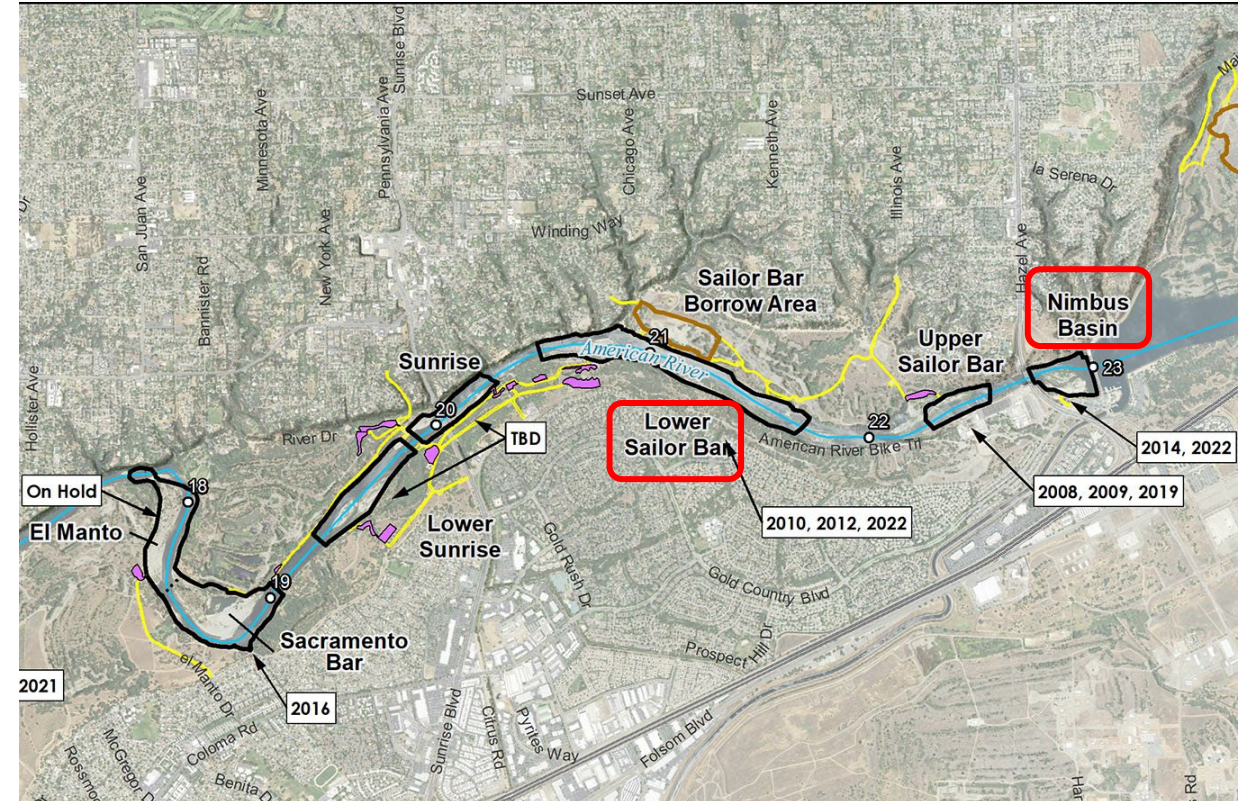 Sunrise Blvd
Pennsylvania Ave
Minnesota Ave
San Juan Ave
Sunset Ave
Chicago Ave
Kenneth Ave
Illinois Ave
la Serena Dr
Dr
Bannister Rd
New York Ave
Winding Way
Hazel Ave
Sailor Bar
Borrow Area
Nimbus
Basin
Upper
Sailor Bar
21
American River
23
Sunrise
Hollister Ave
20
River Dr
TBD
Lower
Sailor Bar
22
American River Bike Trl
2014, 2022
2008, 2009, 2019
On Hold
18
El Manto
Lower
Sunrise
2010, 2012, 2022
Gold Rush Dr
Gold Country Blvd
19
Sacramento
Bar
Prospect Hill Dr
el Manto Dr
2021
2016
Coloma Rd
McGregor D
Rossmo
Benita D
Sunrise Blvd
Citrus Rd
Pyrites Way
Folsom Blvd
Rd